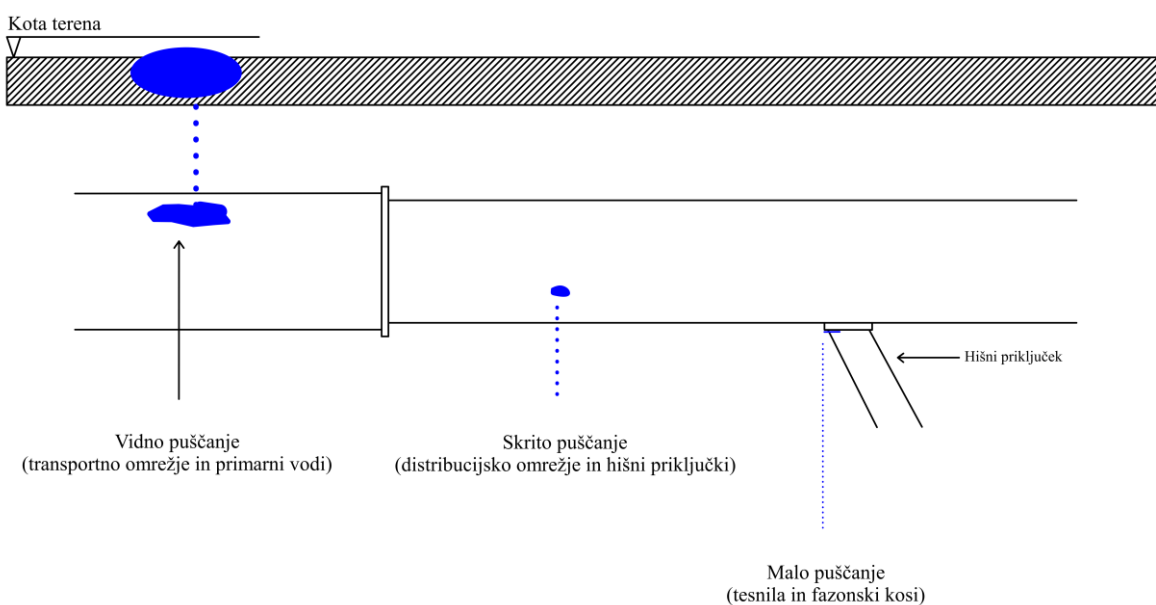 Kota terena
Hišni priključek
Vidno puščanje
(transportno omrežje in primarni vodi)
Skrito puščanje
(distribucijsko omrežje in hišni priključki)
Malo puščanje
(tesnila in fazonski kosi)